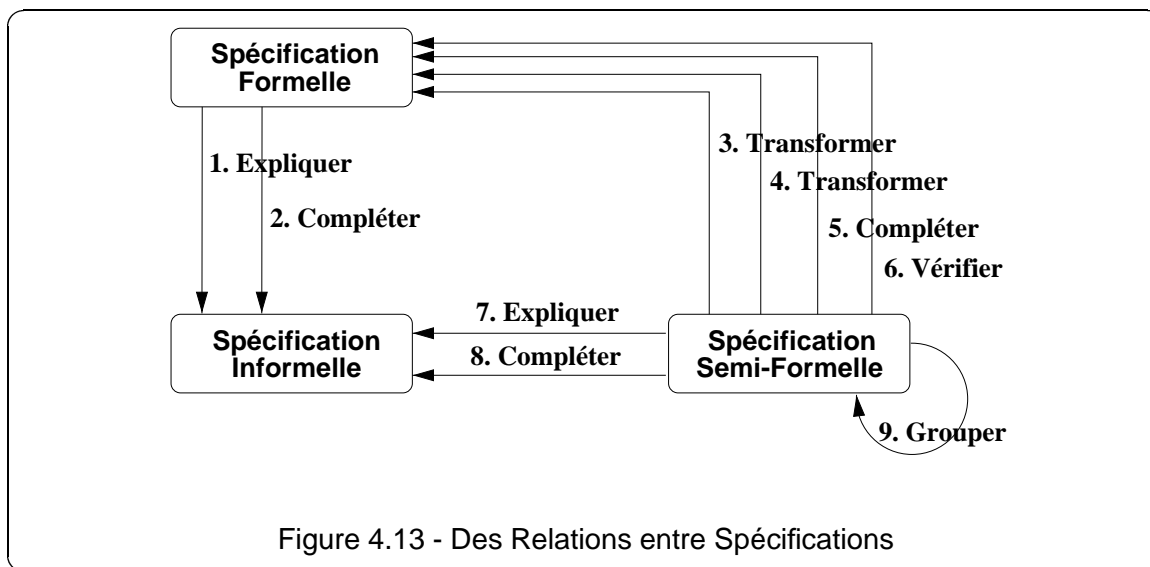 Spécification
Formelle
1. Expliquer
2. Compléter
3. Transformer
4. Transformer
5. Compléter
6. Vérifier
7. Expliquer
8. Compléter
Spécification
Informelle
Spécification
Semi-Formelle
9. Grouper
Figure 4.13 - Des Relations entre Spécifications